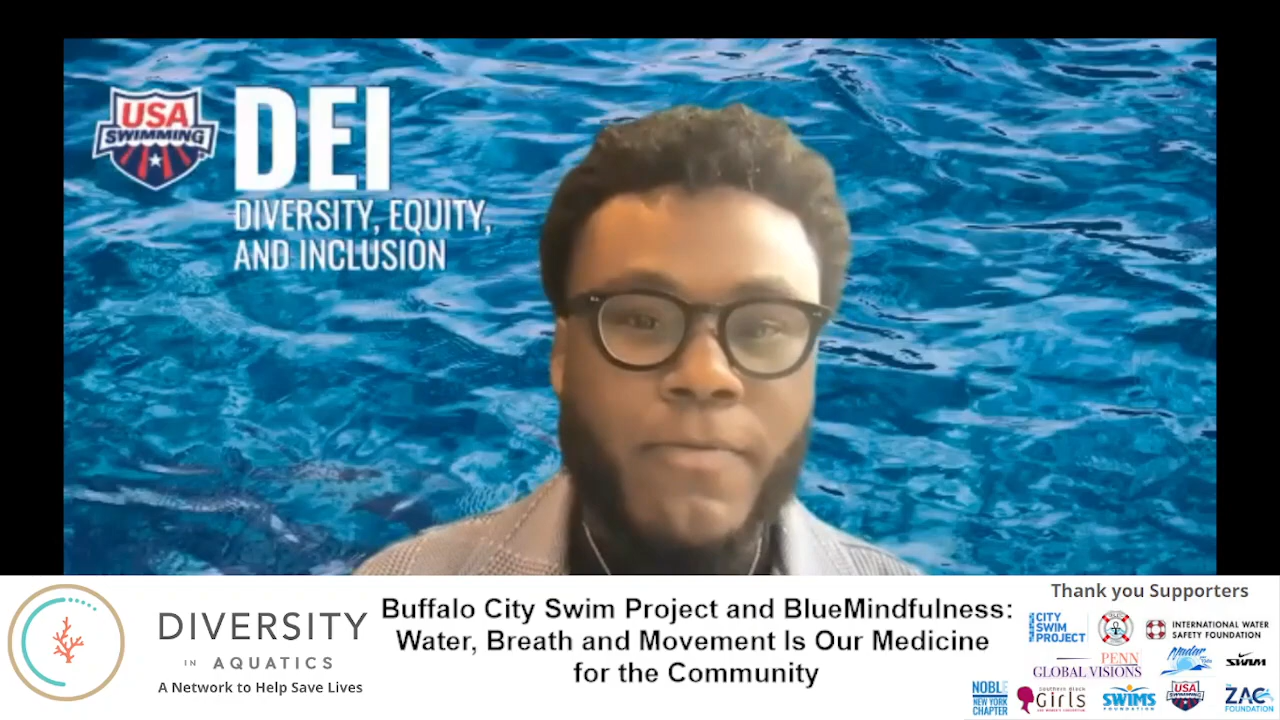 USA
SWIMMING
DEI
DIVERSITY, EQUITY,
AND INCLUSION
DIVERSITY
IN AQUATICS
A Network to Help Save Lives
Buffalo City Swim Project and BlueMindfulness:
Water, Breath and Movement Is Our Medicine
for the Community
Thank you Supporters
CITY
SWIM
PROJECT
INTERNATIONAL WATER
SAFETY FOUNDATION
PENN
GLOBAL VISIONS
SWIM
NOBLE
NEW YORK
CHAPTER
Southern Black
Girls
SWIMS
FOUNDATION
USA
SWIMMING
ZAC
FOUNDATION